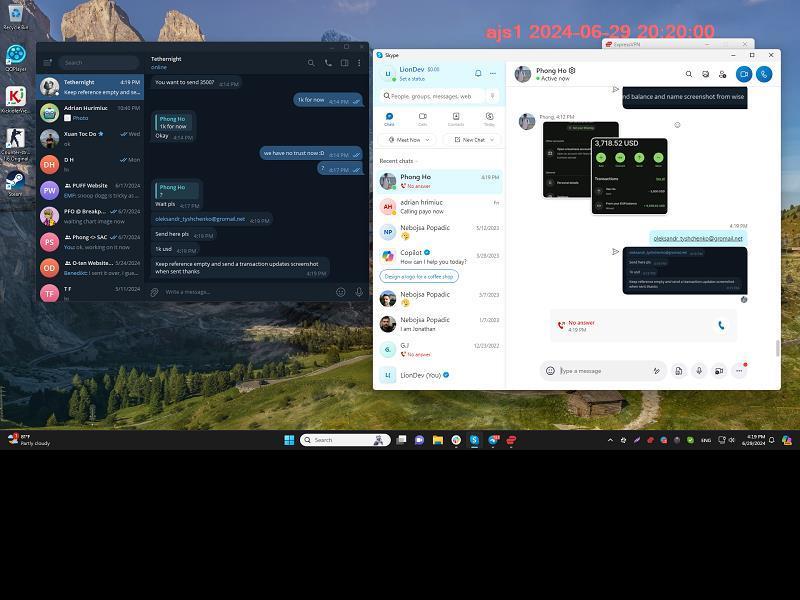 ajs1 2024-06-29 20:20:00
Recycle Bin
Search
Tethernight
4:19 PM
Keep reference empty and se...
Adrian Hurimiuc
10:40 PM
Photo
Xuan Toc Do
Wed
ok
D H
Mon
DH
PW
PUFF Website
6/17/2024
EMP: snoop dogg is tricky at ...
PFO @ Breakp...
6/7/2024
waiting chart image now
PS
Phong <> SAC
6/7/2024
You: ok, working on it now
OD
O-ten Website...
5/24/2024
Benedikt: I sent it over, I gue...
TF
T F
5/11/2024
Tethernight
online
You want to send 3500?
4:14 PM
1k for now
4:14 PM
Phong Ho
1k for now
Okay
4:14 PM
we have no trust now :D
4:14 PM
?
4:17 PM
Phong Ho
?
Wait pls
4:17 PM
oleksandr_tyshchenko@gromail.net
4:19 PM
Send here pls
4:19 PM
1k usd
4:19 PM
Keep reference empty and send a transaction updates screenshot
when sent thanks
4:19 PM
Write a message...
ExpressVPN
Skype
LionDev
$0.00
Set a status
People, groups, messages, web
Chats
Calls
Contacts
Today
Meet Now
New Chat
Recent chats
Phong Ho
4:19 PM
No answer
AH
adrian hrimiuc
Fri
Calling payo now
NP
Nebojsa Popadic
5/12/2023
Copilot
5/28/2023
How can I help you today?
Design a logo for a coffee shop
Nebojsa Popadic
3/7/2023
Nebojsa Popadic
1/7/2023
I am Jonathan
G.
G.I
12/23/2022
No answer
LI
LionDev (You)
Phong Ho
Active now
nd balance and name screenshot from wise
Phong, 4:12 PM
3,718.52 USD
Transactions
4:19 PM
oleksandr_tyshchenko@gromail.net
oleksandr_tyshchenko@gromail.net
Send here pls
1k usd
Keep reference empty and send a transaction updates screenshot
when sent thanks
No answer
4:19 PM
Type a message
87°F
Partly cloudy
Search
ENG
4:19 PM
6/29/2024